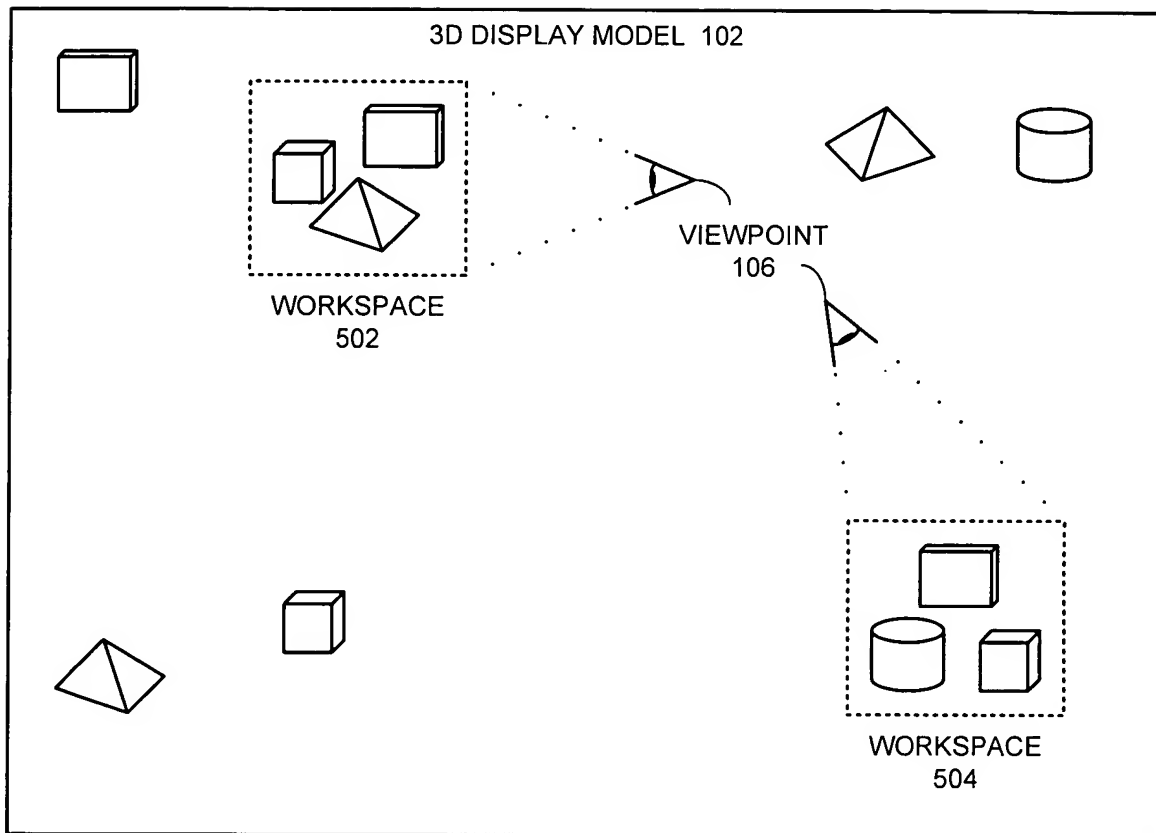 3D DISPLAY MODEL 102
VIEWPOINT
106
WORKSPACE
502
WORKSPACE
504